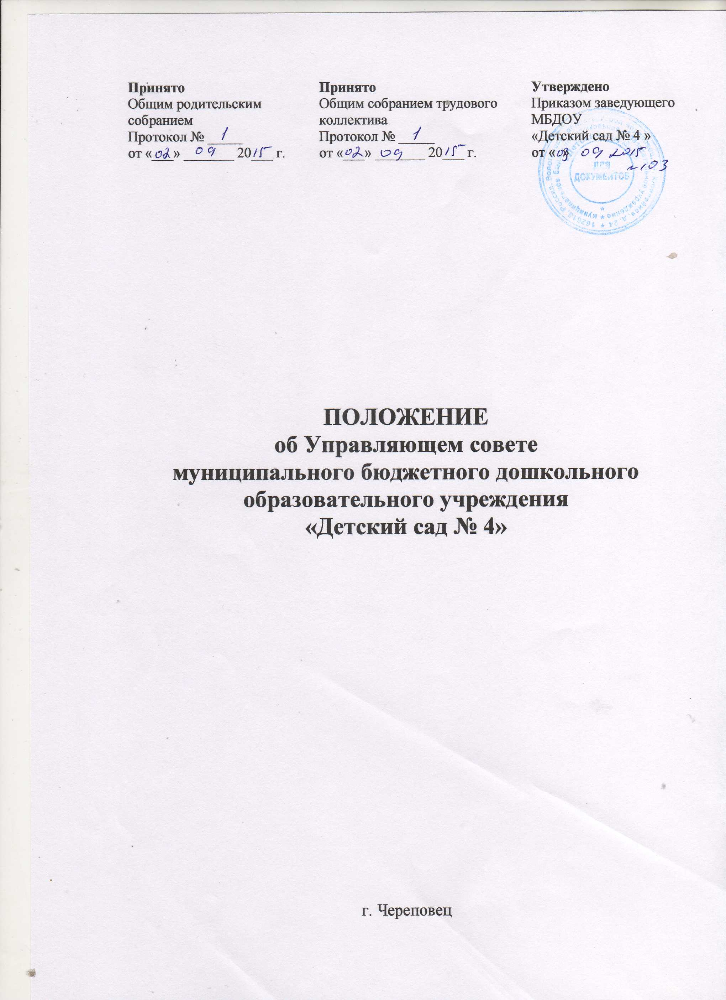 Принято
Общим родительским
собранием
Протокол № 1
от «02» 09 2015 г.
Принято
Общим собранием трудового
коллектива
Протокол № 1
от «02» 09 2015 г.
Утверждено
Приказом заведующего
МБДОУ
«Детский сад № 4 »
от «03» 09 2015
№103
для
ДОКУМЕНТОВ
ПОЛОЖЕНИЕ
об Управляющем совете
муниципального бюджетного дошкольного
образовательного учреждения
«Детский сад № 4»
г. Череповец